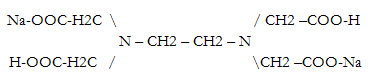 Na-OOC-H2C \ / CH2 –COO-H
N – CH2 – CH2 – N
H-OOC-H2C / \CH2 –COO-Na